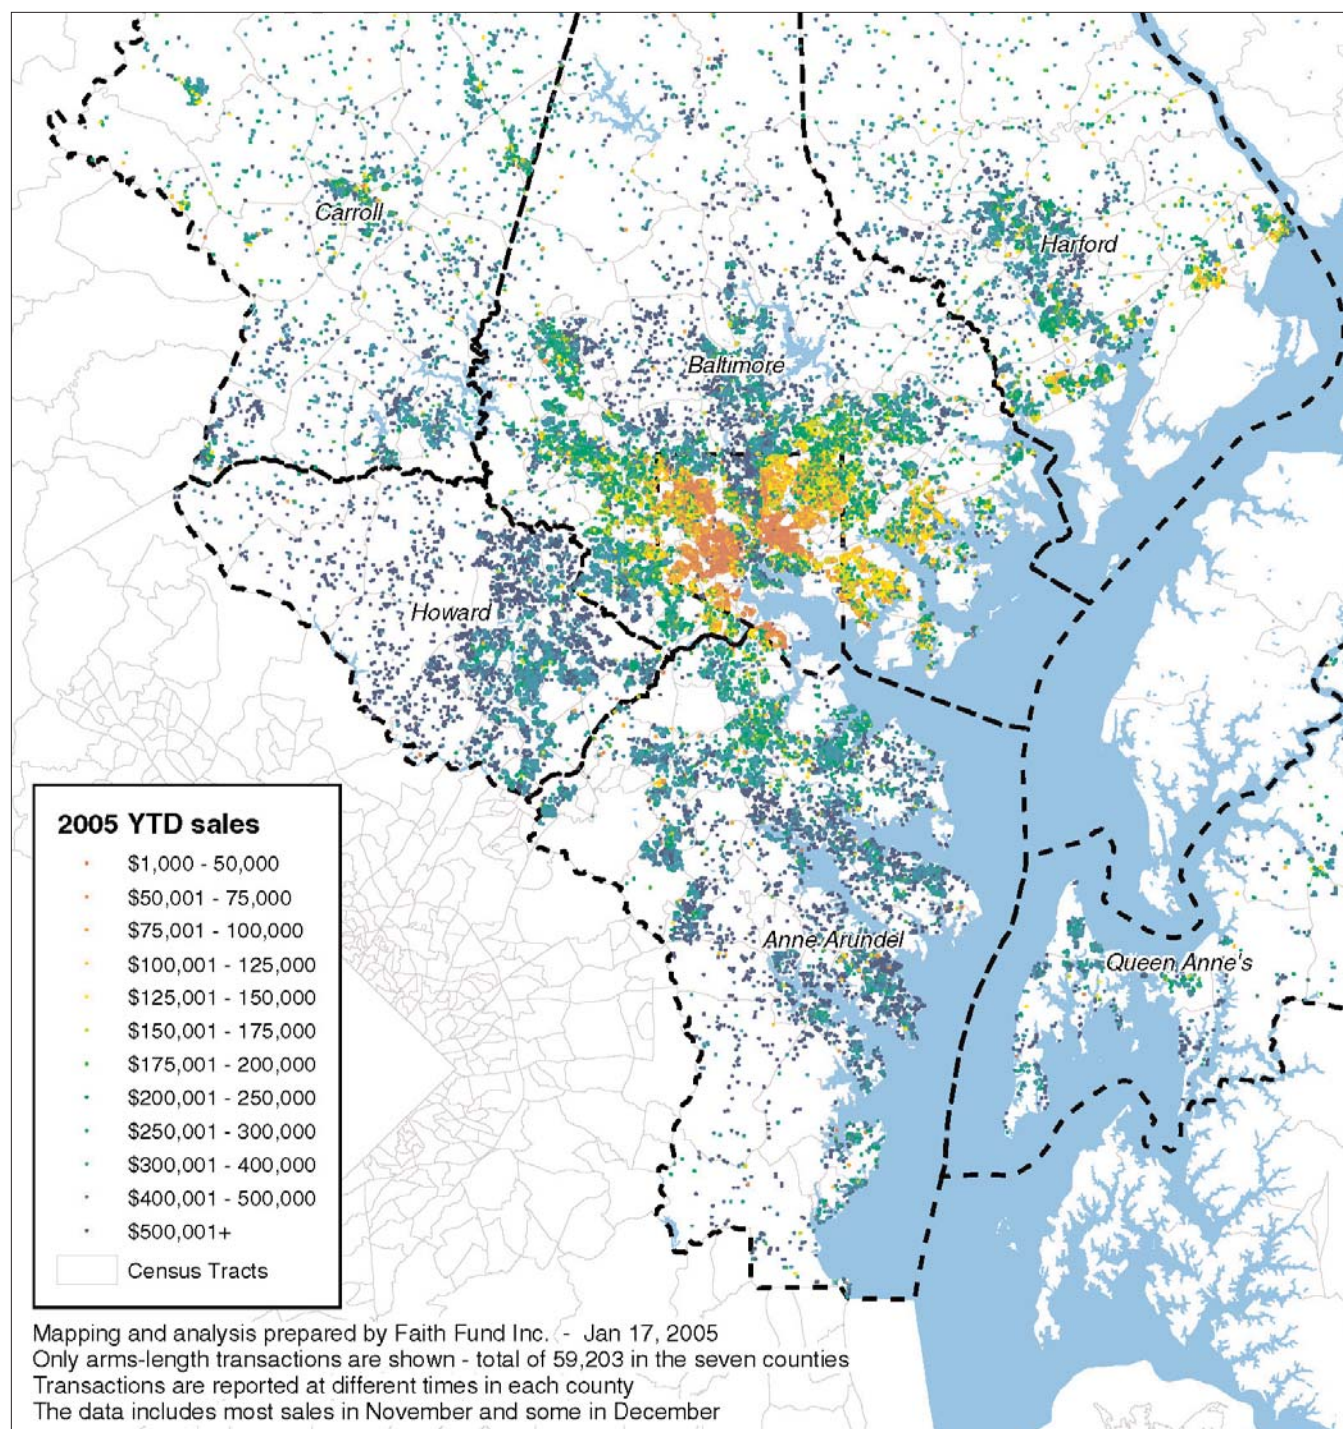 Carroll
Harford
Baltimore
Howard
Anne Arundel
Queen Anne's
2005 YTD sales
$1,000 - 50,000
$50,001 - 75,000
$75,001 - 100,000
$100,001 - 125,000
$125,001 - 150,000
$150,001 - 175,000
$175,001 - 200,000
$200,001 - 250,000
$250,001 - 300,000
$300,001 - 400,000
$400,001 - 500,000
$500,001+
Census Tracts
Mapping and analysis prepared by Faith Fund Inc. - Jan 17, 2005
Only arms-length transactions are shown - total of 59,203 in the seven counties
Transactions are reported at different times in each county
The data includes most sales in November and some in December